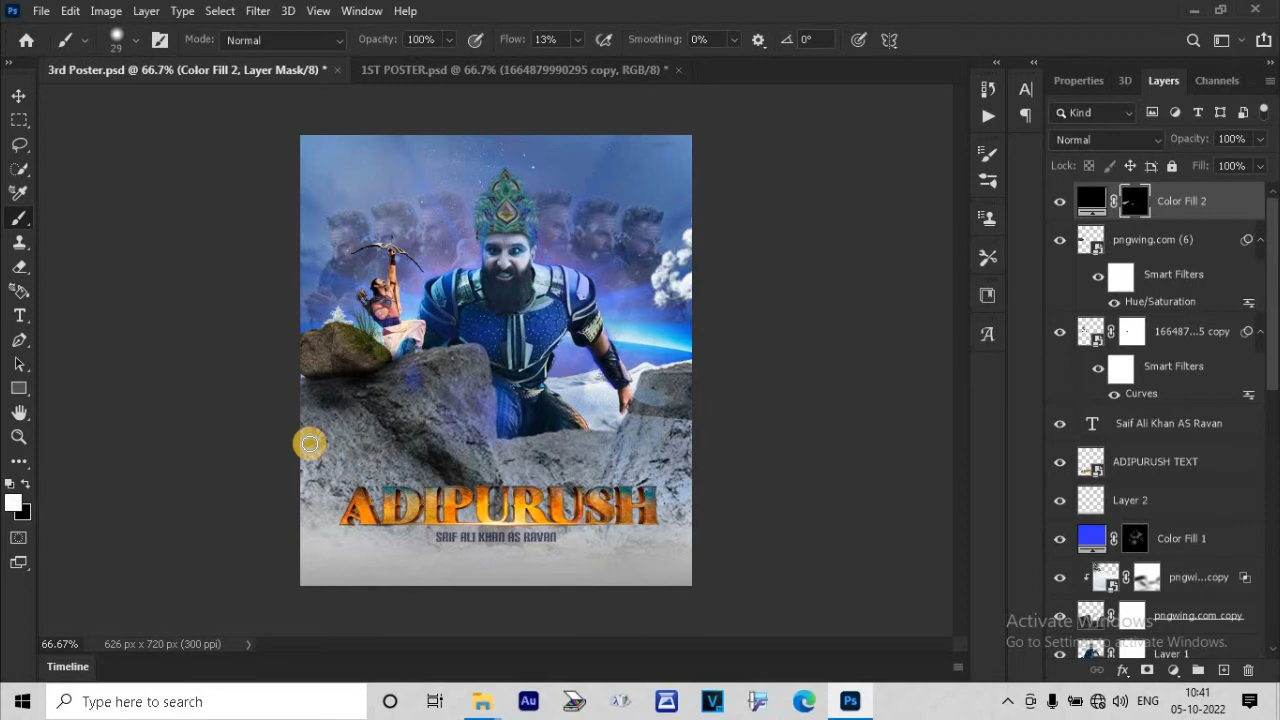 Ps File Edit Image Layer Type Select Filter 3D View Window Help
29 Mode: Normal Opacity: 100% Flow: 13% Smoothing: 0% 0°
3rd Poster.psd @ 66.7% (Color Fill 2, Layer Mask/8) * × 1ST POSTER.psd @ 66.7% (1664879990295 copy, RGB/8) * ×
Properties 3D Layers Channels
Kind
Normal Opacity: 100%
Lock: Fill: 100%
Color Fill 2
pngwing.com (6)
Smart Filters
Hue/Saturation
166487...5 copy
Smart Filters
Curves
Saif Ali Khan AS Ravan
ADIPURUSH TEXT
Layer 2
Color Fill 1
pngwi...copy
pngwing.com copy
Layer 1
ADIPURUSH
SAIF ALI KHAN AS RAVAN
Activate Windows
Go to Settings to activate Windows.
66.67% 626 px x 720 px (300 ppi)
Timeline
Type here to search
Au
V
Ps
ENG
10:41
05-10-2022